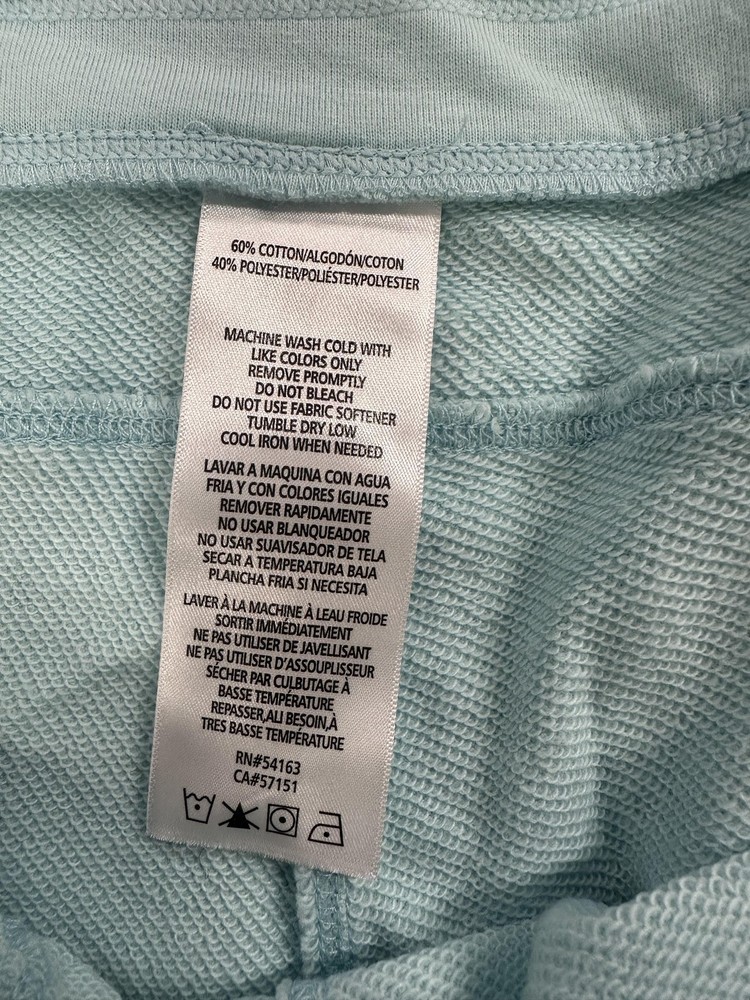 60% COTTON/ALGODÓN/COTON
40% POLYESTER/POLIÉSTER/POLYESTER
MACHINE WASH COLD WITH
LIKE COLORS ONLY
REMOVE PROMPTLY
DO NOT BLEACH
DO NOT USE FABRIC SOFTENER
TUMBLE DRY LOW
COOL IRON WHEN NEEDED
LAVAR A MAQUINA CON AGUA
FRIA Y CON COLORES IGUALES
REMOVER RAPIDAMENTE
NO USAR BLANQUEADOR
NO USAR SUAVISADOR DE TELA
SECAR A TEMPERATURA BAJA
PLANCHA FRIA SI NECESITA
LAVER À LA MACHINE À LEAU FROIDE
SORTIR IMMÉDIATEMENT
NE PAS UTILISER DE JAVELLISANT
NE PAS UTILISER D'ASSOUPLISSEUR
SÉCHER PAR CULBUTAGE À
BASSE TEMPÉRATURE
REPASSER,ALI BESOIN,À
TRES BASSE TEMPÉRATURE
RN#54163
CA#57151